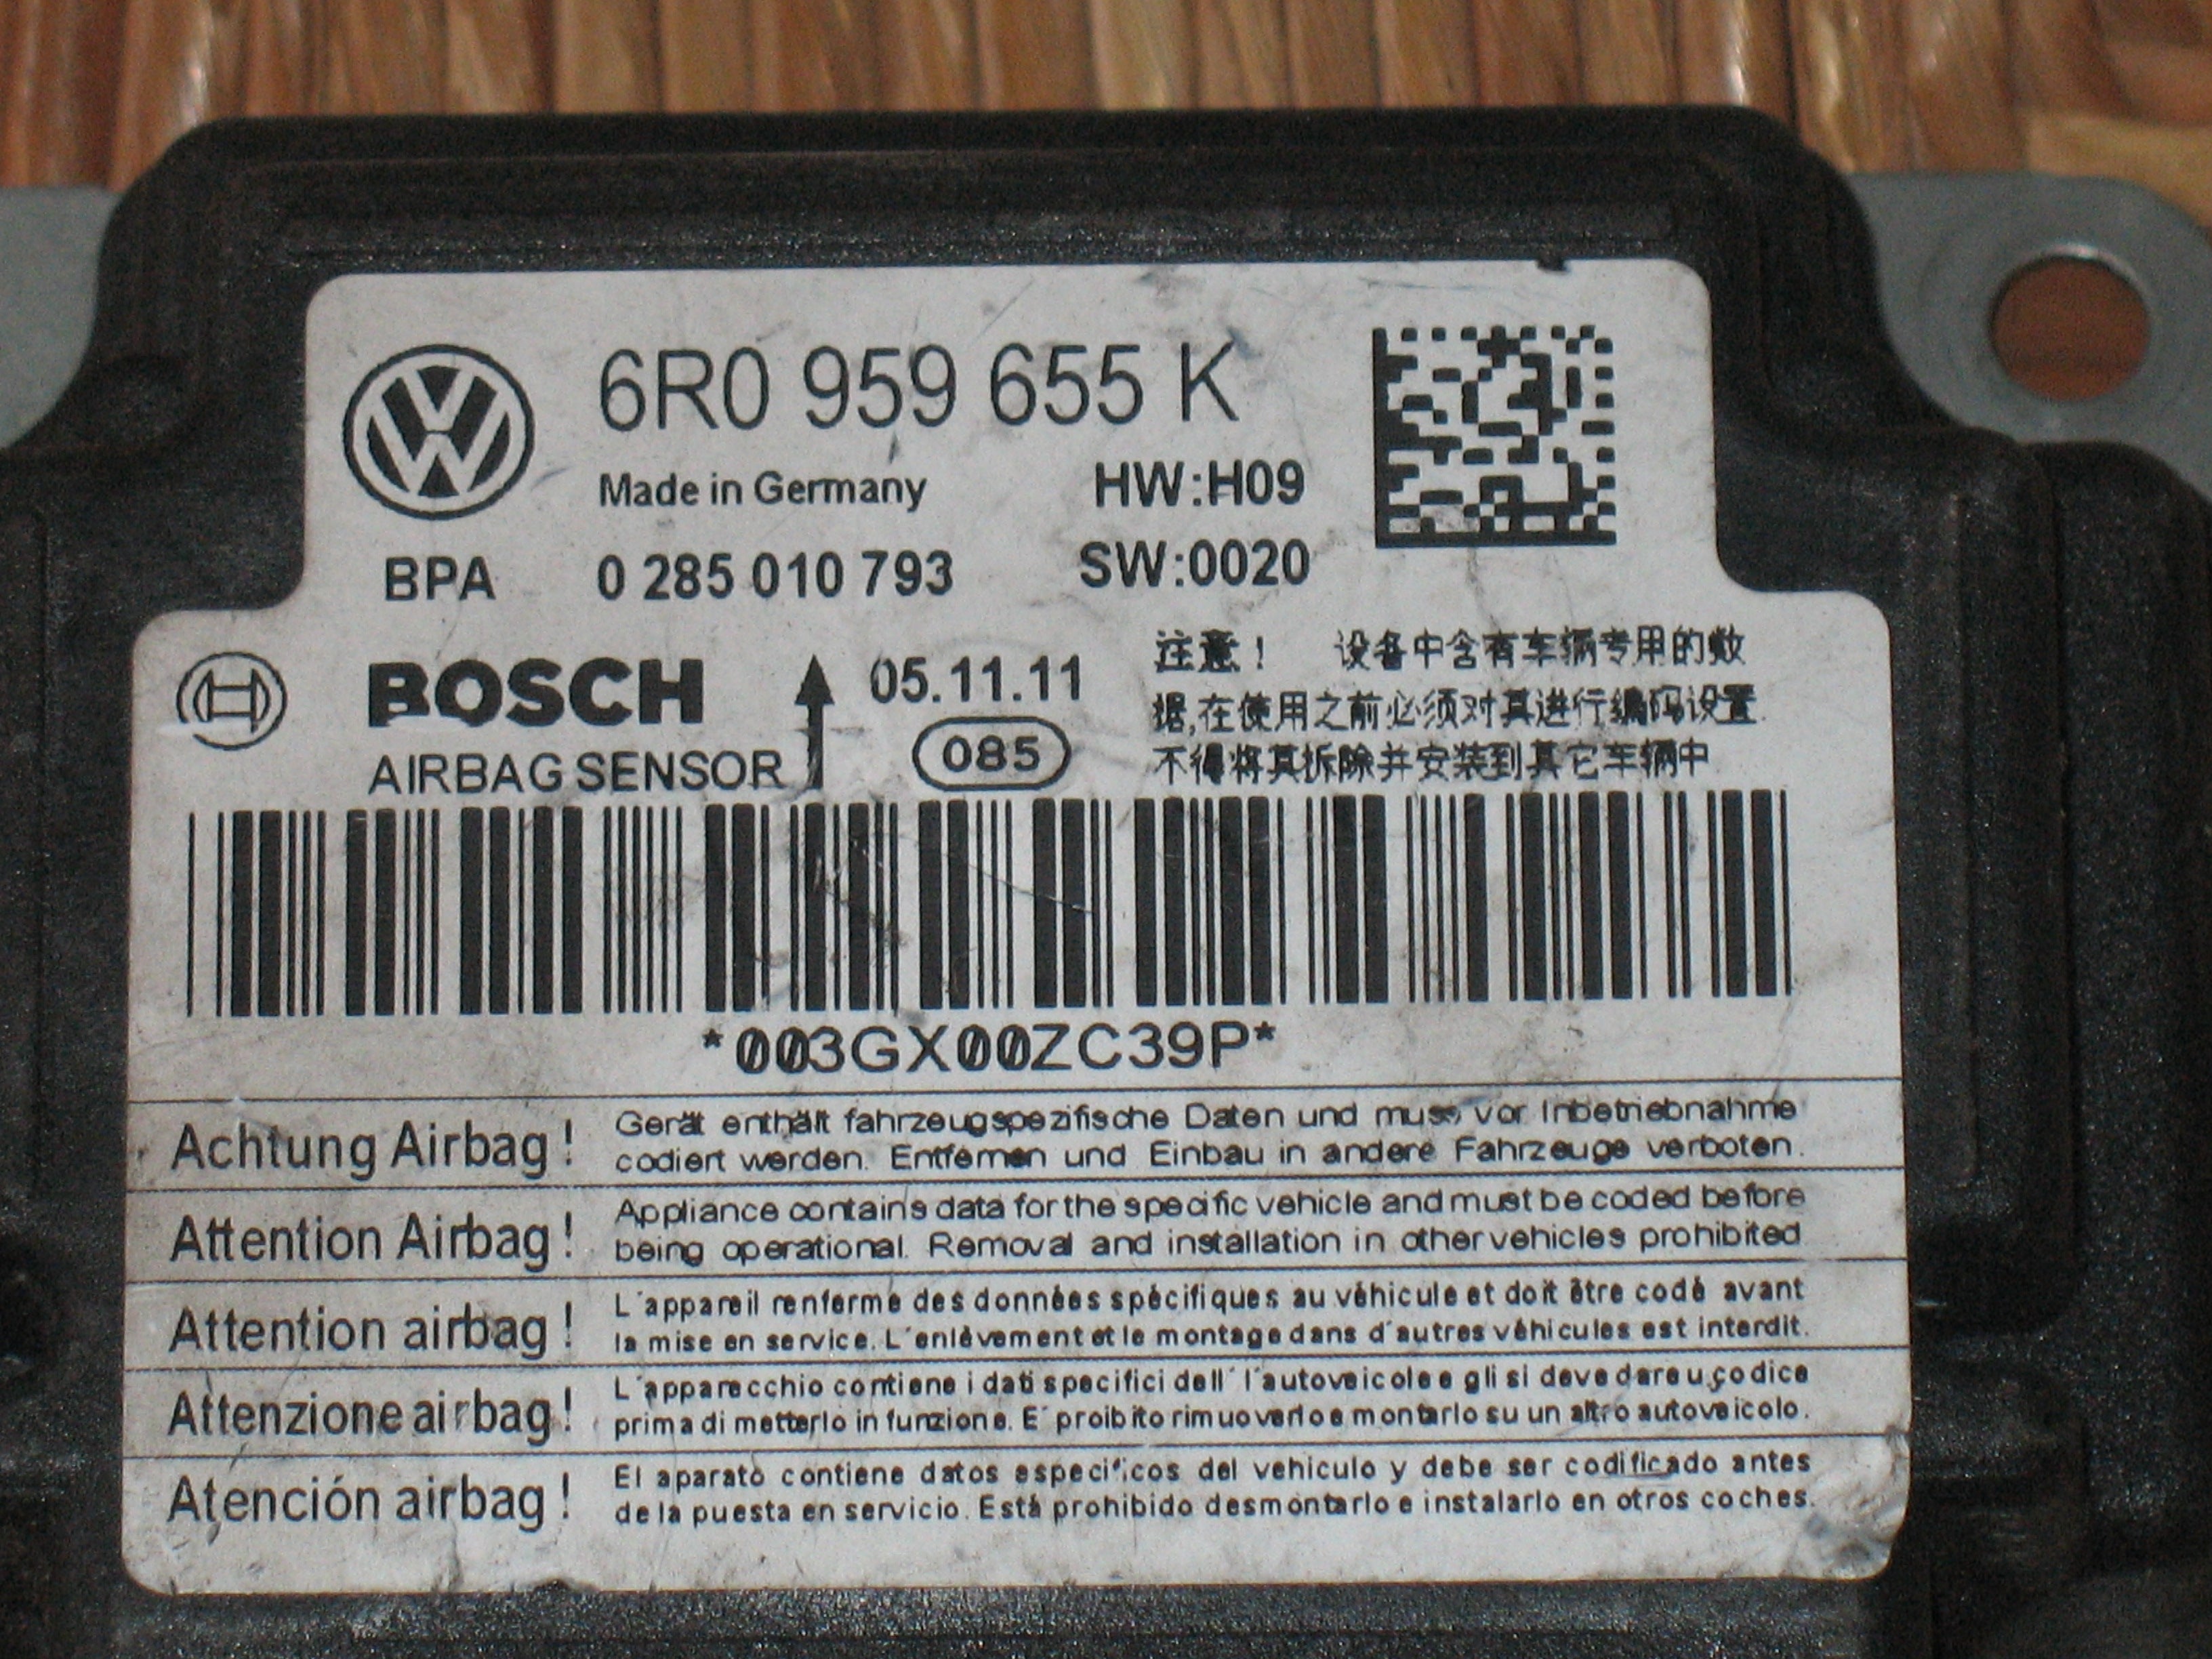 6R0 959 655 K
Made in Germany HW:H09
BPA 0 285 010 793 SW:0020
BOSCH 05.11.11
AIRBAG SENSOR 085
注意！ 设备中含有车辆专用的数
据,在使用之前必须对其进行编码设置.
不得将其拆除并安装到其它车辆中
*003GX00ZC39P*
Achtung Airbag! Gerät enthält fahrzeugspezifische Daten und muss vor Inbetriebnahme
codiert werden. Entfernen und Einbau in andere Fahrzeuge verboten.
Attention Airbag! Appliance contains data for the specific vehicle and must be coded before
being operational. Removal and installation in other vehicles prohibited
Attention airbag! L´appareil renferme des données spécifiques au véhicule et doit être codé avant
la mise en service. L´enlèvement et le montage dans d´autres véhicules est interdit.
Attenzione airbag! L´apparecchio contiene i dati specifici dell´ l´autoveicolo e gli si deve dare u codice
prima di metterlo in funzione. E´ proibito rimuoverlo e montarlo su un altro autoveicolo.
Atención airbag! El aparato contiene datos especificos del vehiculo y debe ser codificado antes
de la puesta en servicio. Está prohibido desmontarlo e instalarlo en otros coches.